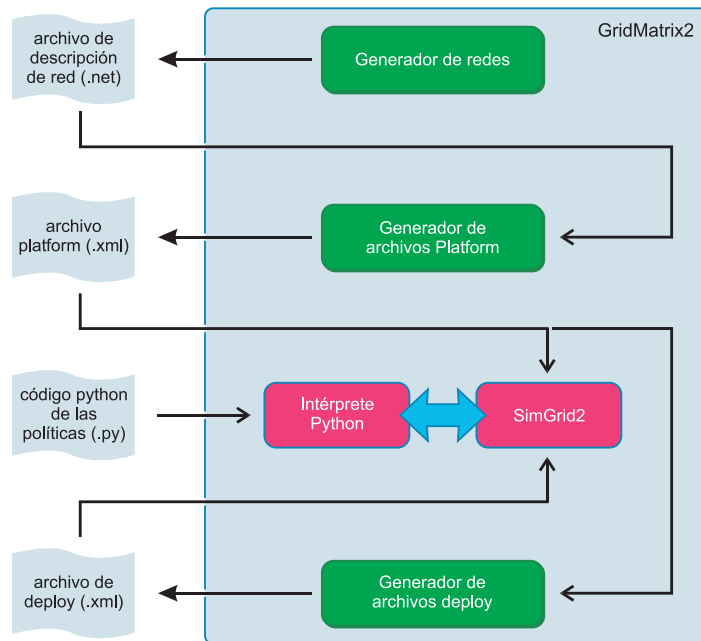 GridMatrix2
archivo de
descripción
de red (.net)
Generador de redes
archivo
platform (.xml)
Generador de
archivos Platform
código python
de las
políticas (.py)
Intérprete
Python
SimGrid2
archivo de
deploy (.xml)
Generador de
archivos deploy